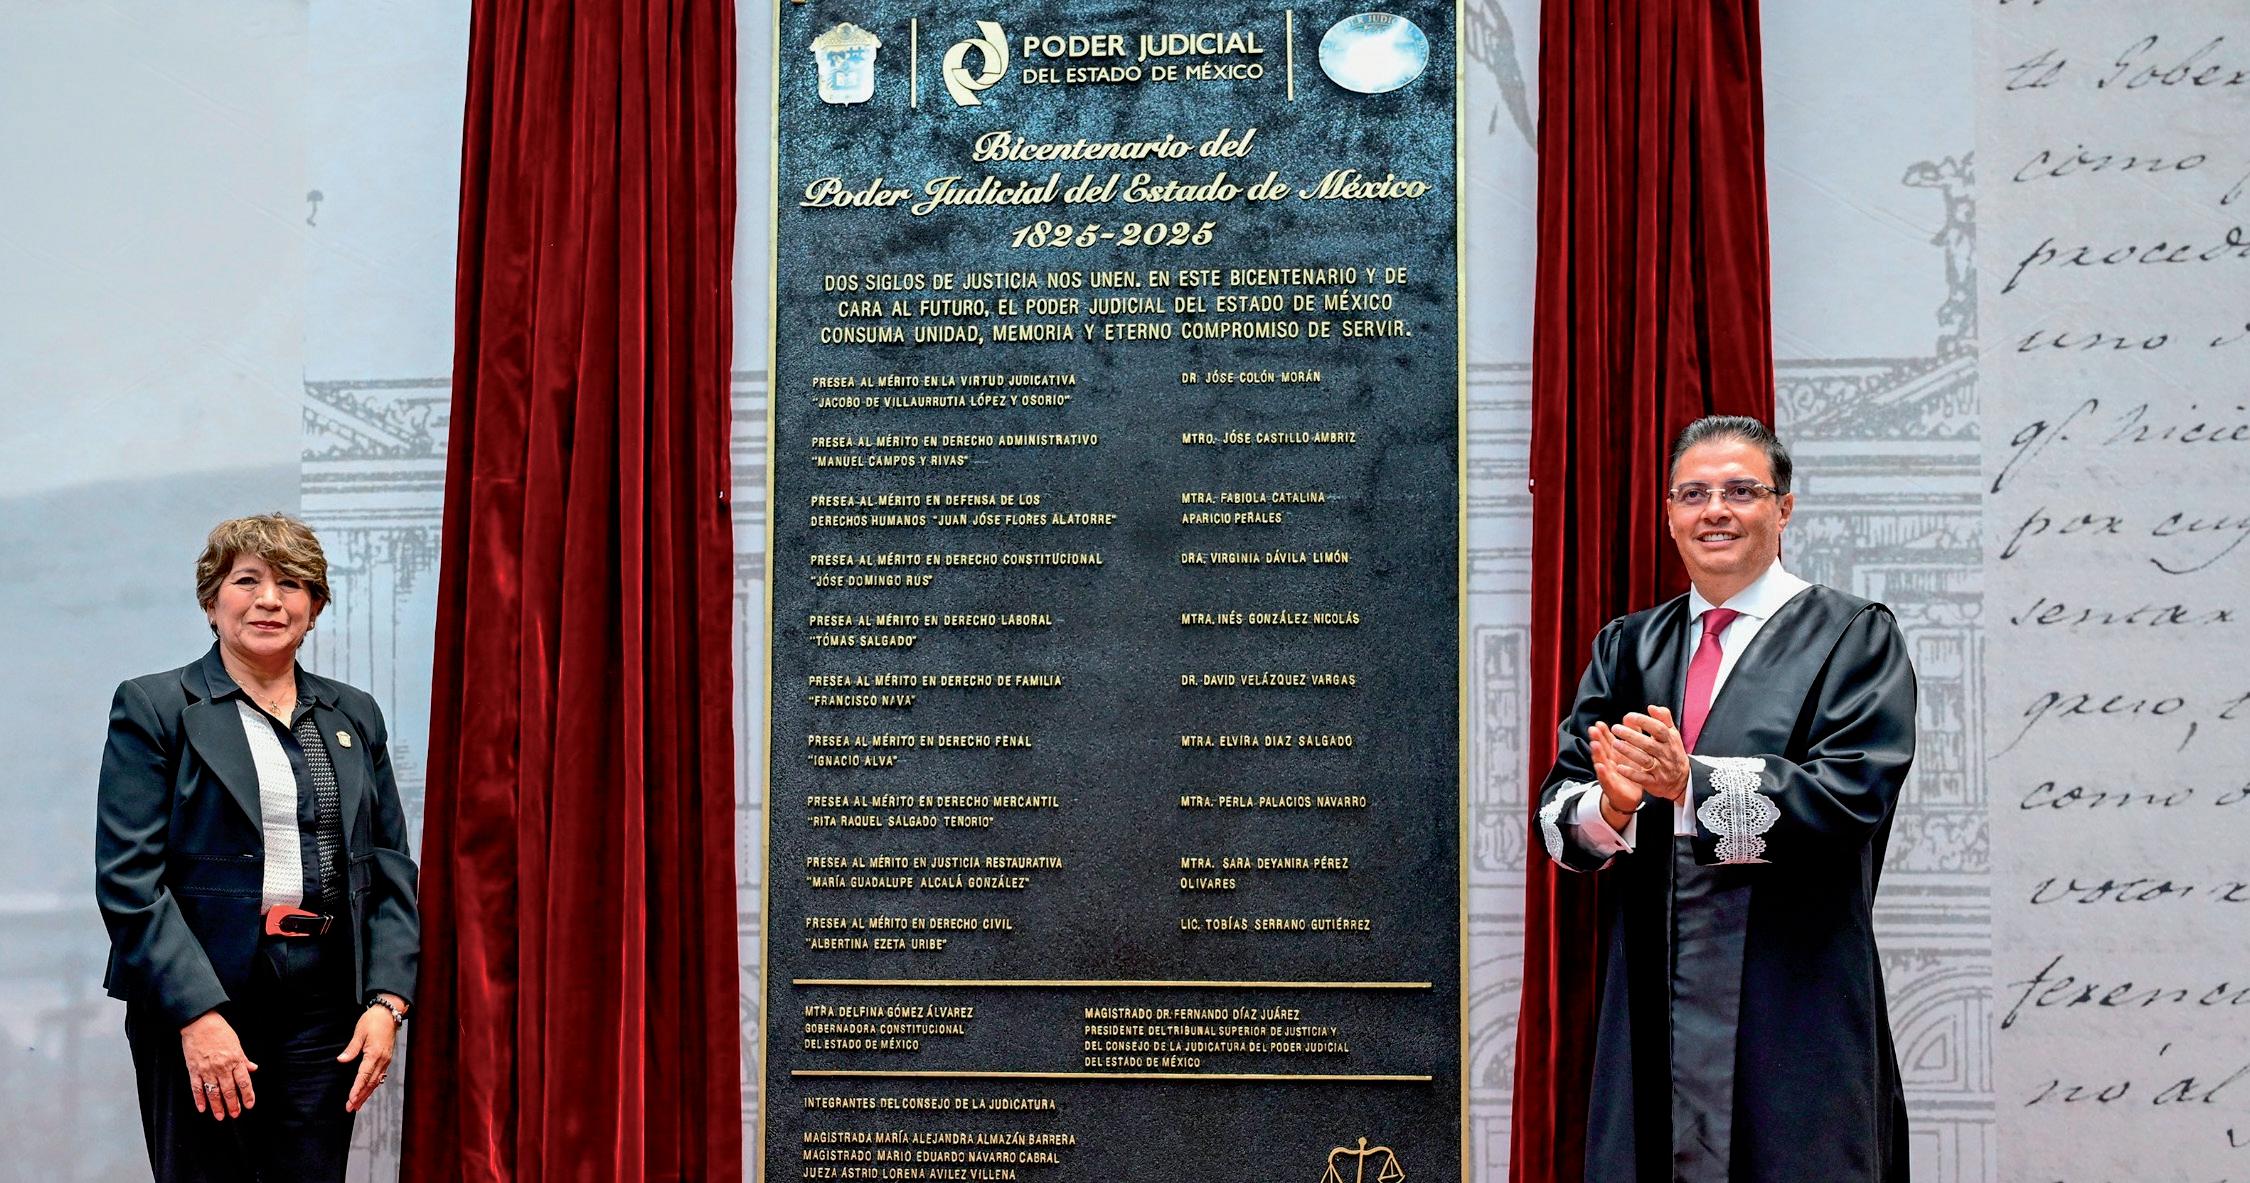 PODER JUDICIAL
DEL ESTADO DE MÉXICO
Bicentenario del
Poder Judicial del Estado de México
1825-2025
DOS SIGLOS DE JUSTICIA NOS UNEN. EN ESTE BICENTENARIO Y DE
CARA AL FUTURO, EL PODER JUDICIAL DEL ESTADO DE MÉXICO
CONSUMA UNIDAD, MEMORIA Y ETERNO COMPROMISO DE SERVIR.
PRESEA AL MÉRITO EN LA VIRTUD JUDICATIVA
"JACOBO DE VILLAURRUTIA LÓPEZ Y OSORIO"
DR. JÓSE COLÓN MORÁN
PRESEA AL MÉRITO EN DERECHO ADMINISTRATIVO
"MANUEL CAMPOS Y RIVAS"
MTRO. JÓSE CASTILLO AMBRIZ
PRESEA AL MÉRITO EN DEFENSA DE LOS
DERECHOS HUMANOS "JUAN JÓSE FLORES ALATORRE"
MTRA. FABIOLA CATALINA
APARICIO PERALES
PRESEA AL MÉRITO EN DERECHO CONSTITUCIONAL
"JÓSE DOMINGO RUS"
DRA. VIRGINIA DÁVILA LIMÓN
PRESEA AL MÉRITO EN DERECHO LABORAL
"TÓMAS SALGADO"
MTRA. INÉS GONZÁLEZ NICOLÁS
PRESEA AL MÉRITO EN DERECHO DE FAMILIA
"FRANCISCO NAVA"
DR. DAVID VELÁZQUEZ VARGAS
PRESEA AL MÉRITO EN DERECHO PENAL
"IGNACIO ALVA"
MTRA. ELVIRA DIAZ SALGADO
PRESEA AL MÉRITO EN DERECHO MERCANTIL
"RITA RAQUEL SALGADO TENORIO"
MTRA. PERLA PALACIOS NAVARRO
PRESEA AL MÉRITO EN JUSTICIA RESTAURATIVA
"MARÍA GUADALUPE ALCALÁ GONZÁLEZ"
MTRA. SARA DEYANIRA PÉREZ
OLIVARES
PRESEA AL MÉRITO EN DERECHO CIVIL
"ALBERTINA EZETA URIBE"
LIC. TOBÍAS SERRANO GUTIÉRREZ
MTRA DELFINA GÓMEZ ÁLVAREZ
GOBERNADORA CONSTITUCIONAL
DEL ESTADO DE MÉXICO
MAGISTRADO DR. FERNANDO DÍAZ JUÁREZ
PRESIDENTE DEL TRIBUNAL SUPERIOR DE JUSTICIA Y
DEL CONSEJO DE LA JUDICATURA DEL PODER JUDICIAL
DEL ESTADO DE MÉXICO
INTEGRANTES DEL CONSEJO DE LA JUDICATURA
MAGISTRADA MARÍA ALEJANDRA ALMAZÁN BARRERA
MAGISTRADO MARIO EDUARDO NAVARRO CABRAL
JUEZA ASTRID LORENA AVILEZ VILLENA
te
como
uno
por
como
no al